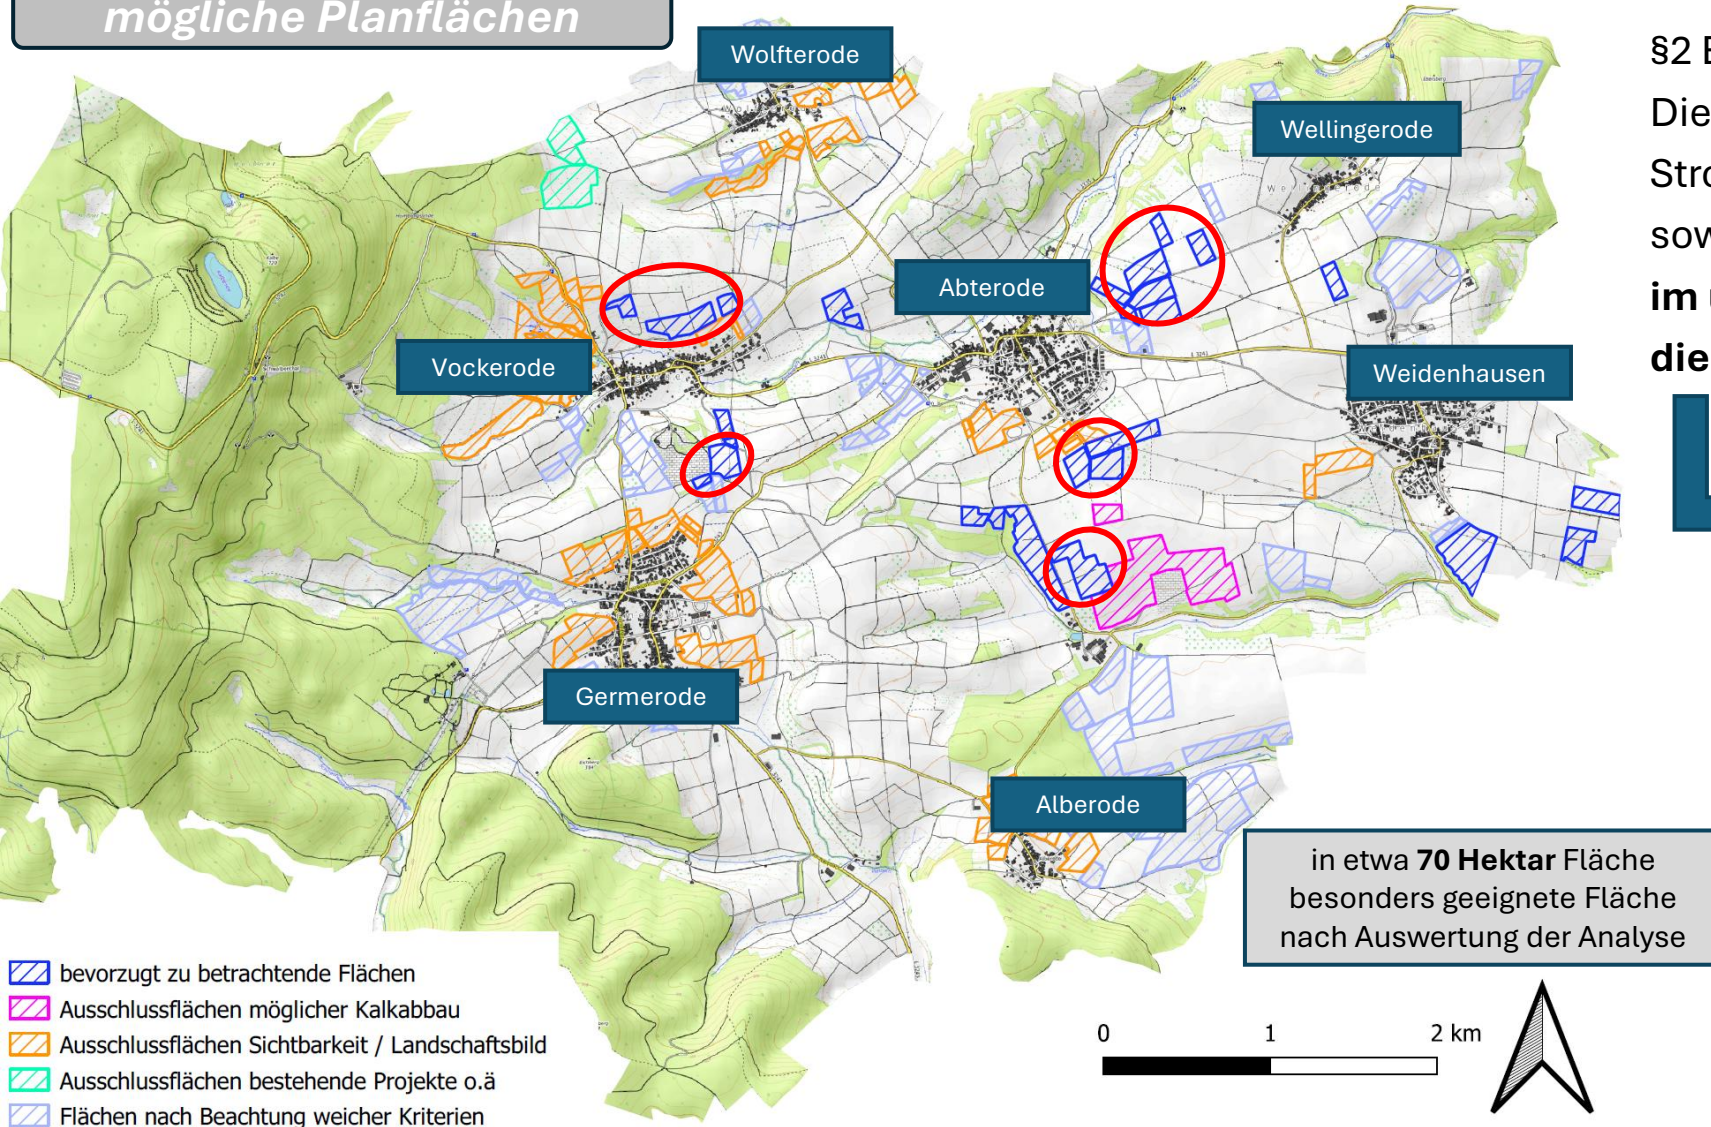 mögliche Planflächen
Wolfterode
§2 E
Die
Wellingerode
Stro
sow
Abterode
im
die
Vockerode
Weidenhausen
Germerode
Alberode
in etwa 70 Hektar Fläche
besonders geeignete Fläche
nach Auswertung der Analyse
bevorzugt zu betrachtende Flächen
Ausschlussflächen möglicher Kalkabbau
Ausschlussflächen Sichtbarkeit / Landschaftsbild
Ausschlussflächen bestehende Projekte o.ä
Flächen nach Beachtung weicher Kriterien
0 1 2 km